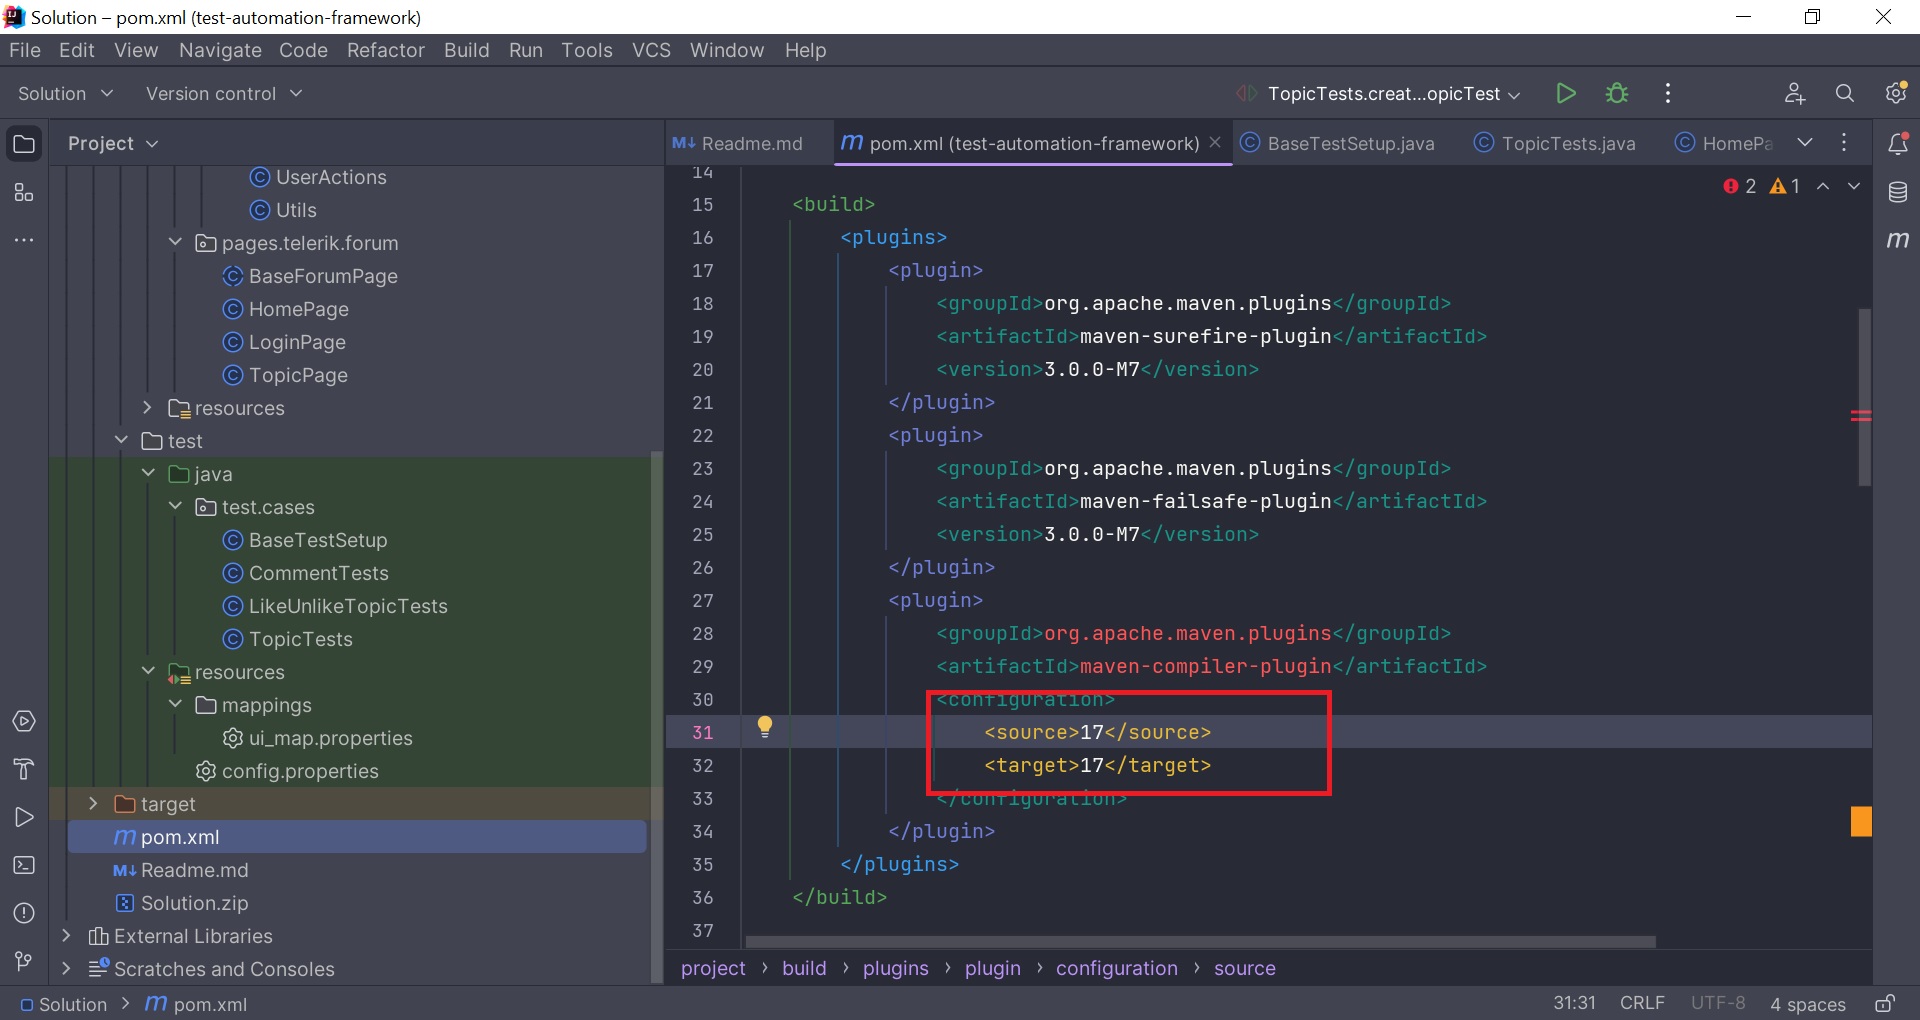 Solution – pom.xml (test-automation-framework)
File Edit View Navigate Code Refactor Build Run Tools VCS Window Help
Solution Version control TopicTests.creat...opicTest
Project
Readme.md pom.xml (test-automation-framework) BaseTestSetup.java TopicTests.java HomePa
UserActions
Utils
pages.telerik.forum
BaseForumPage
HomePage
LoginPage
TopicPage
resources
test
java
test.cases
BaseTestSetup
CommentTests
LikeUnlikeTopicTests
TopicTests
resources
mappings
ui_map.properties
config.properties
target
pom.xml
Readme.md
Solution.zip
External Libraries
Scratches and Consoles
2 1
14
15 <build>
16 <plugins>
17 <plugin>
18 <groupId>org.apache.maven.plugins</groupId>
19 <artifactId>maven-surefire-plugin</artifactId>
20 <version>3.0.0-M7</version>
21 </plugin>
22 <plugin>
23 <groupId>org.apache.maven.plugins</groupId>
24 <artifactId>maven-failsafe-plugin</artifactId>
25 <version>3.0.0-M7</version>
26 </plugin>
27 <plugin>
28 <groupId>org.apache.maven.plugins</groupId>
29 <artifactId>maven-compiler-plugin</artifactId>
30 <configuration>
31 <source>17</source>
32 <target>17</target>
33 </configuration>
34 </plugin>
35 </plugins>
36 </build>
37
project › build › plugins › plugin › configuration › source
Solution > pom.xml 31:31 CRLF UTF-8 4 spaces